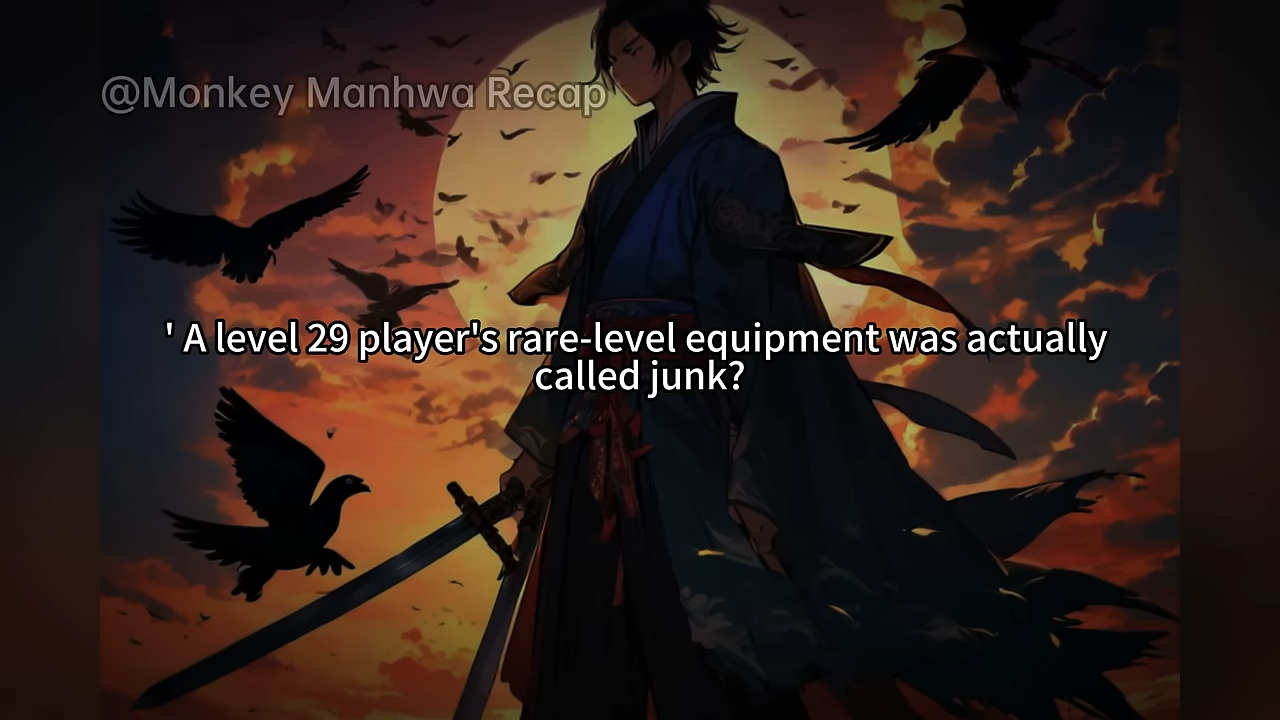 @Monkey Manhwa Recap
' A level 29 player's rare-level equipment was actually
called junk?